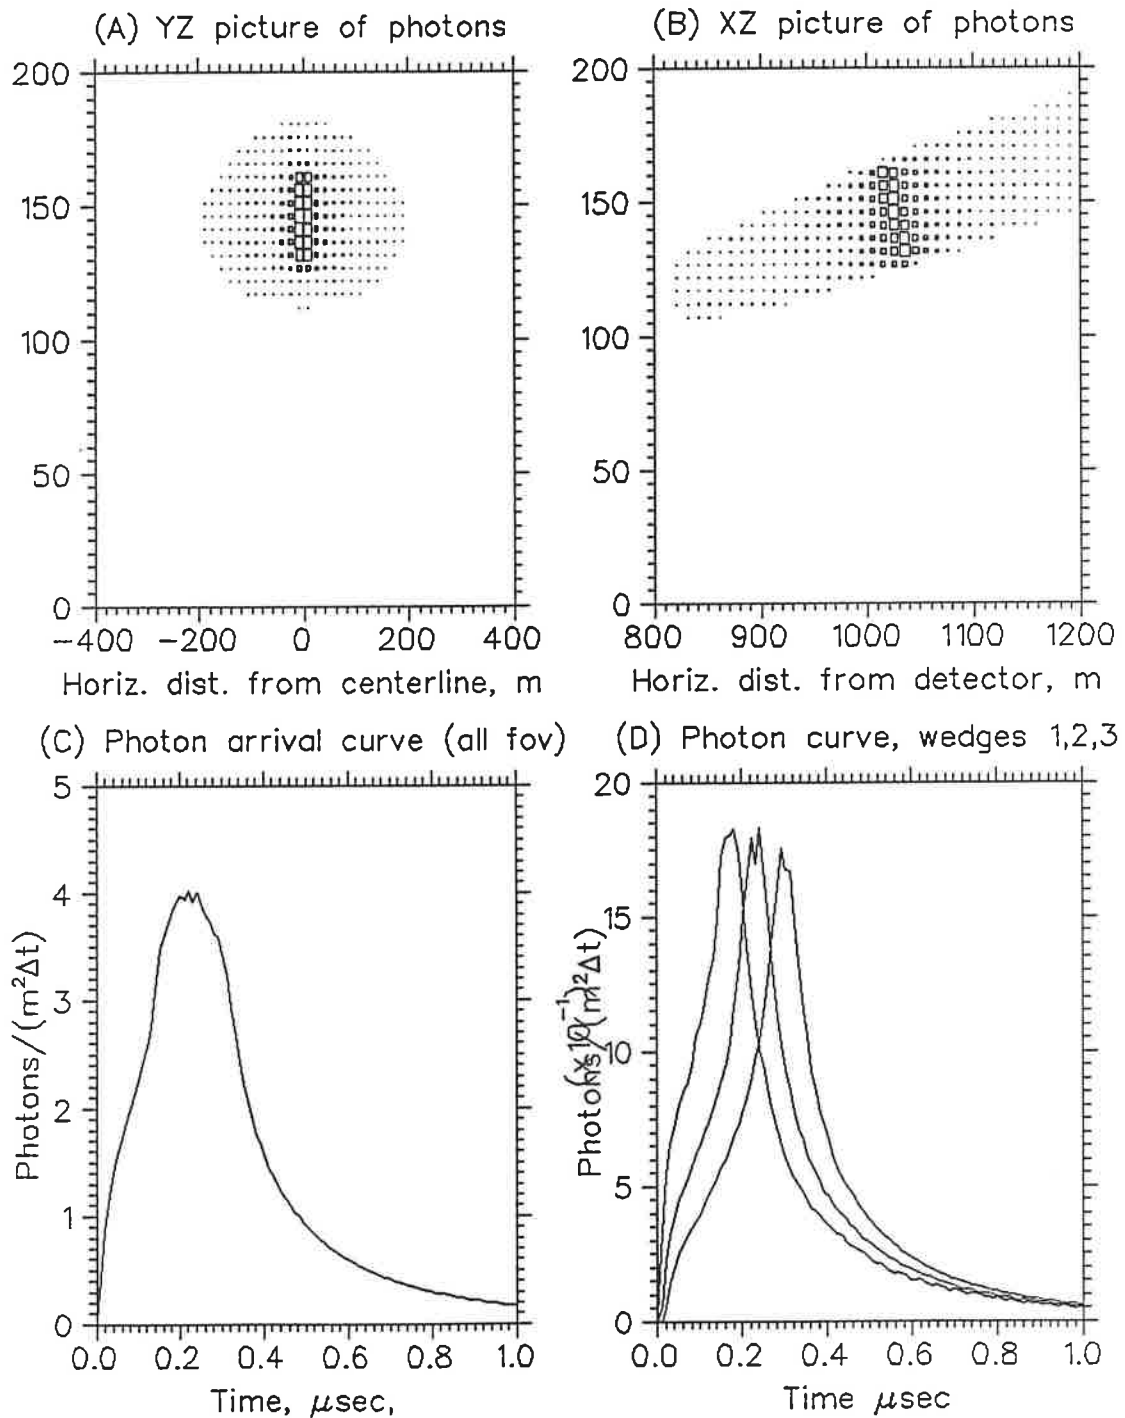 (A) YZ picture of photons
(B) XZ picture of photons
200
150
100
50
0
−400 −200 0 200 400
Horiz. dist. from centerline, m
200
150
100
50
0
800 900 1000 1100 1200
Horiz. dist. from detector, m
(C) Photon arrival curve (all fov)
(D) Photon curve, wedges 1,2,3
Photons/(m²Δt)
5
4
3
2
1
0
0.0 0.2 0.4 0.6 0.8 1.0
Time, μsec,
Photons/(m²Δt)
(x10⁻¹)
20
15
10
5
0
0.0 0.2 0.4 0.6 0.8 1.0
Time μsec